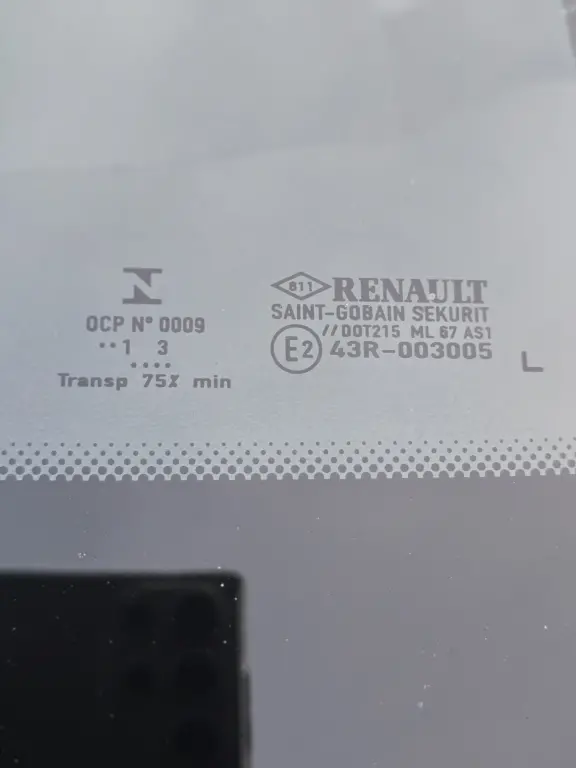 OCP N° 0009
··1 3
····
Transp 75% min
811 RENAULT
SAINT-GOBAIN SEKURIT
//DOT215 ML 67 AS1
E2 43R-003005
L